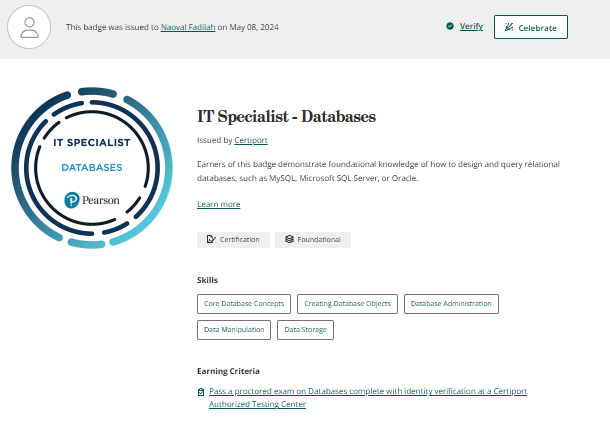 This badge was issued to Naoval Fadilah on May 08, 2024
Verify
Celebrate
IT SPECIALIST
DATABASES
Pearson
IT Specialist - Databases
Issued by Certiport
Earners of this badge demonstrate foundational knowledge of how to design and query relational
databases, such as MySQL, Microsoft SQL Server, or Oracle.
Learn more
Certification
Foundational
Skills
Core Database Concepts
Creating Database Objects
Database Administration
Data Manipulation
Data Storage
Earning Criteria
Pass a proctored exam on Databases complete with identity verification at a Certiport
Authorized Testing Center